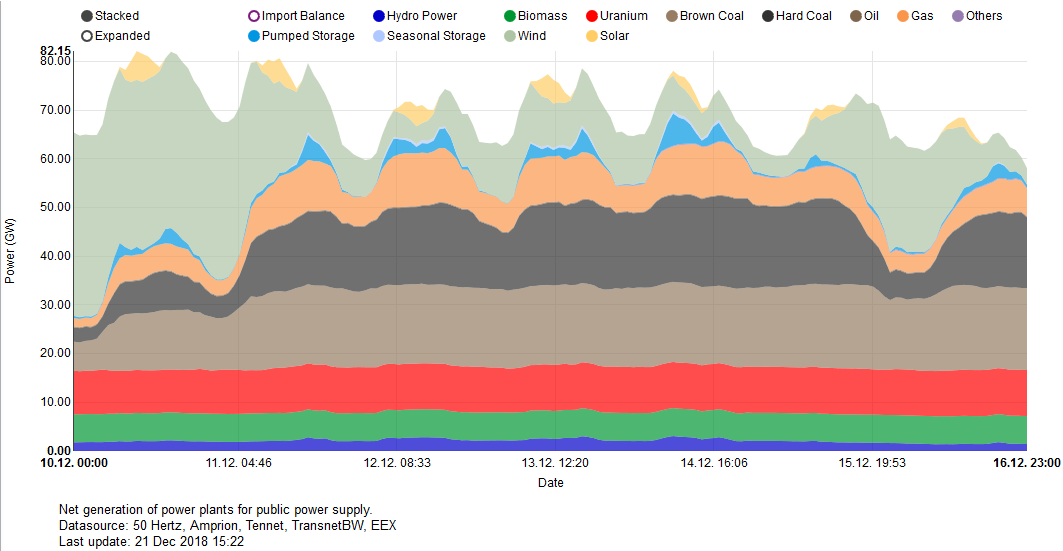 Stacked Import Balance Hydro Power Biomass Uranium Brown Coal Hard Coal Oil Gas Others
Expanded Pumped Storage Seasonal Storage Wind Solar
82.15
80.00
70.00
60.00
50.00
40.00
30.00
20.00
10.00
0.00
Power (GW)
10.12. 00:00 11.12. 04:46 12.12. 08:33 13.12. 12:20 14.12. 16:06 15.12. 19:53 16.12. 23:00
Date
Net generation of power plants for public power supply.
Datasource: 50 Hertz, Amprion, Tennet, TransnetBW, EEX
Last update: 21 Dec 2018 15:22